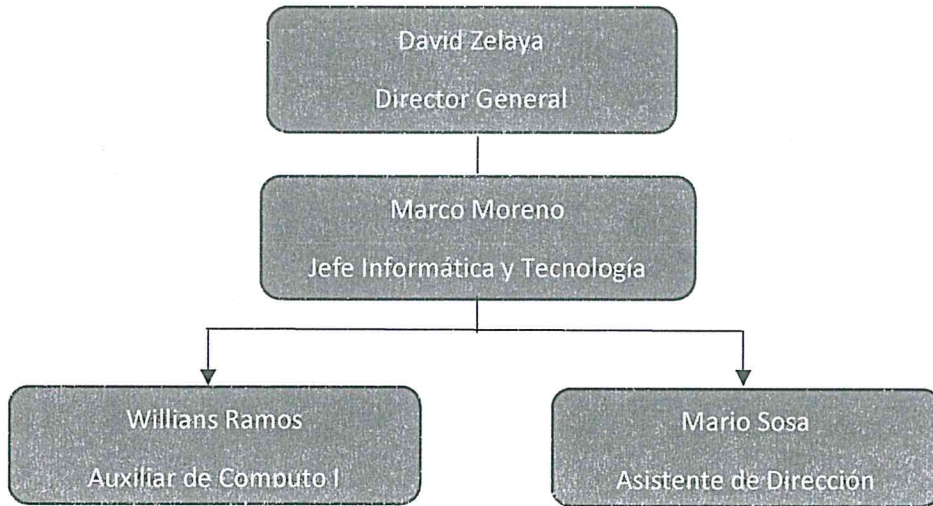 David Zelaya
Director General
Marco Moreno
Jefe Informática y Tecnología
Willians Ramos
Auxiliar de Computo I
Mario Sosa
Asistente de Dirección